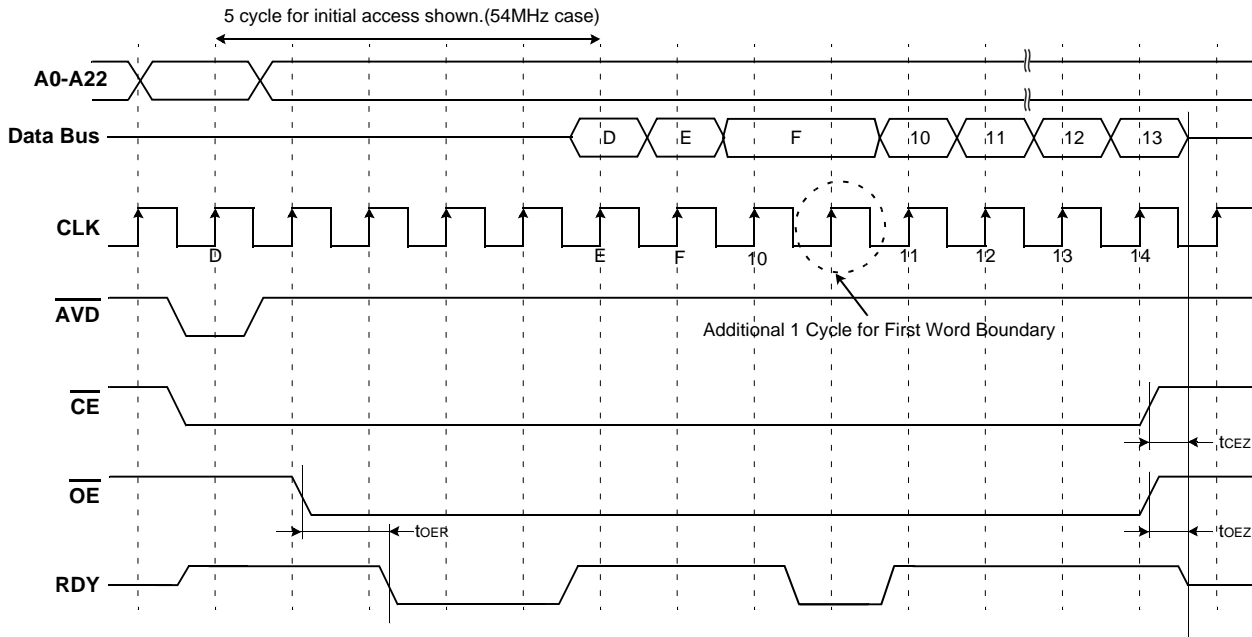 5 cycle for initial access shown.(54MHz case)
A0-A22
Data Bus
D E F 10 11 12 13
CLK
D E F 10 11 12 13 14
AVD
Additional 1 Cycle for First Word Boundary
CE
tCEZ
OE
tOER
tOEZ
RDY